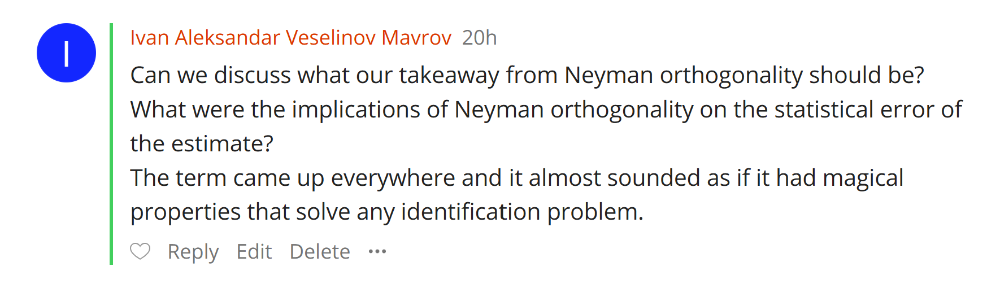 I
Ivan Aleksandar Veselinov Mavrov 20h
Can we discuss what our takeaway from Neyman orthogonality should be?
What were the implications of Neyman orthogonality on the statistical error of
the estimate?
The term came up everywhere and it almost sounded as if it had magical
properties that solve any identification problem.
Reply Edit Delete ···